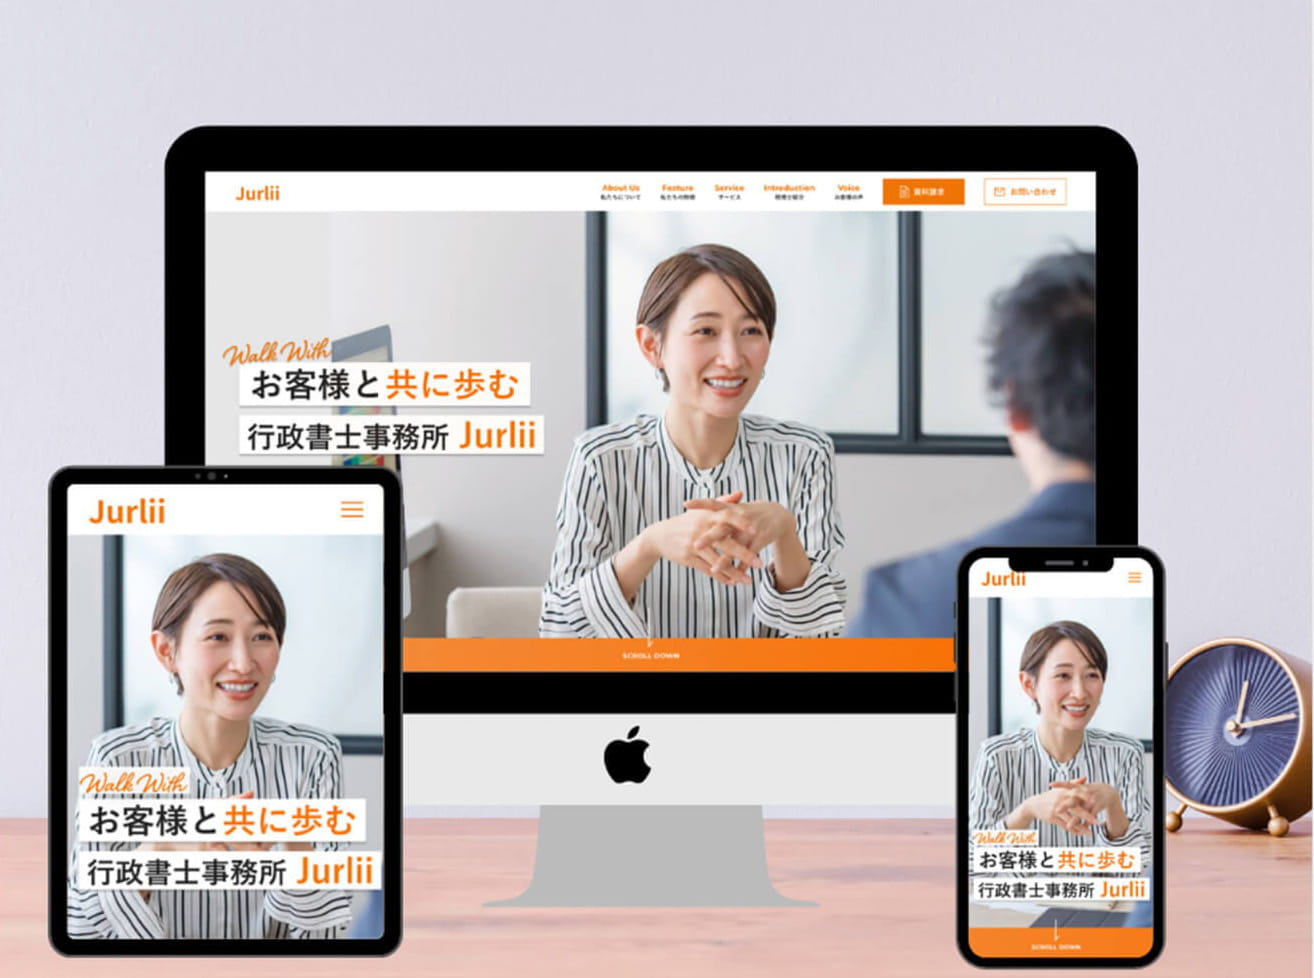 Jurlii
About Us Feature Service Introduction Voice
私たちについて 私たちの特徴 サービス 税理士紹介 お客様の声
資料請求 お問い合わせ
Walk With
お客様と共に歩む
行政書士事務所 Jurlii
SCROLL DOWN
Jurlii
Walk With
お客様と共に歩む
行政書士事務所 Jurlii
Jurlii
Walk With
お客様と共に歩む
行政書士事務所 Jurlii
SCROLL DOWN